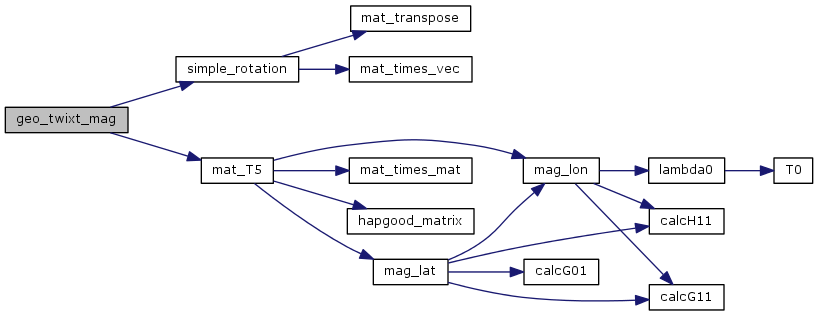 mat_transpose
simple_rotation
mat_times_vec
geo_twixt_mag
mat_T5
mat_times_mat
mag_lon
lambda0
T0
hapgood_matrix
calcH11
mag_lat
calcG01
calcG11